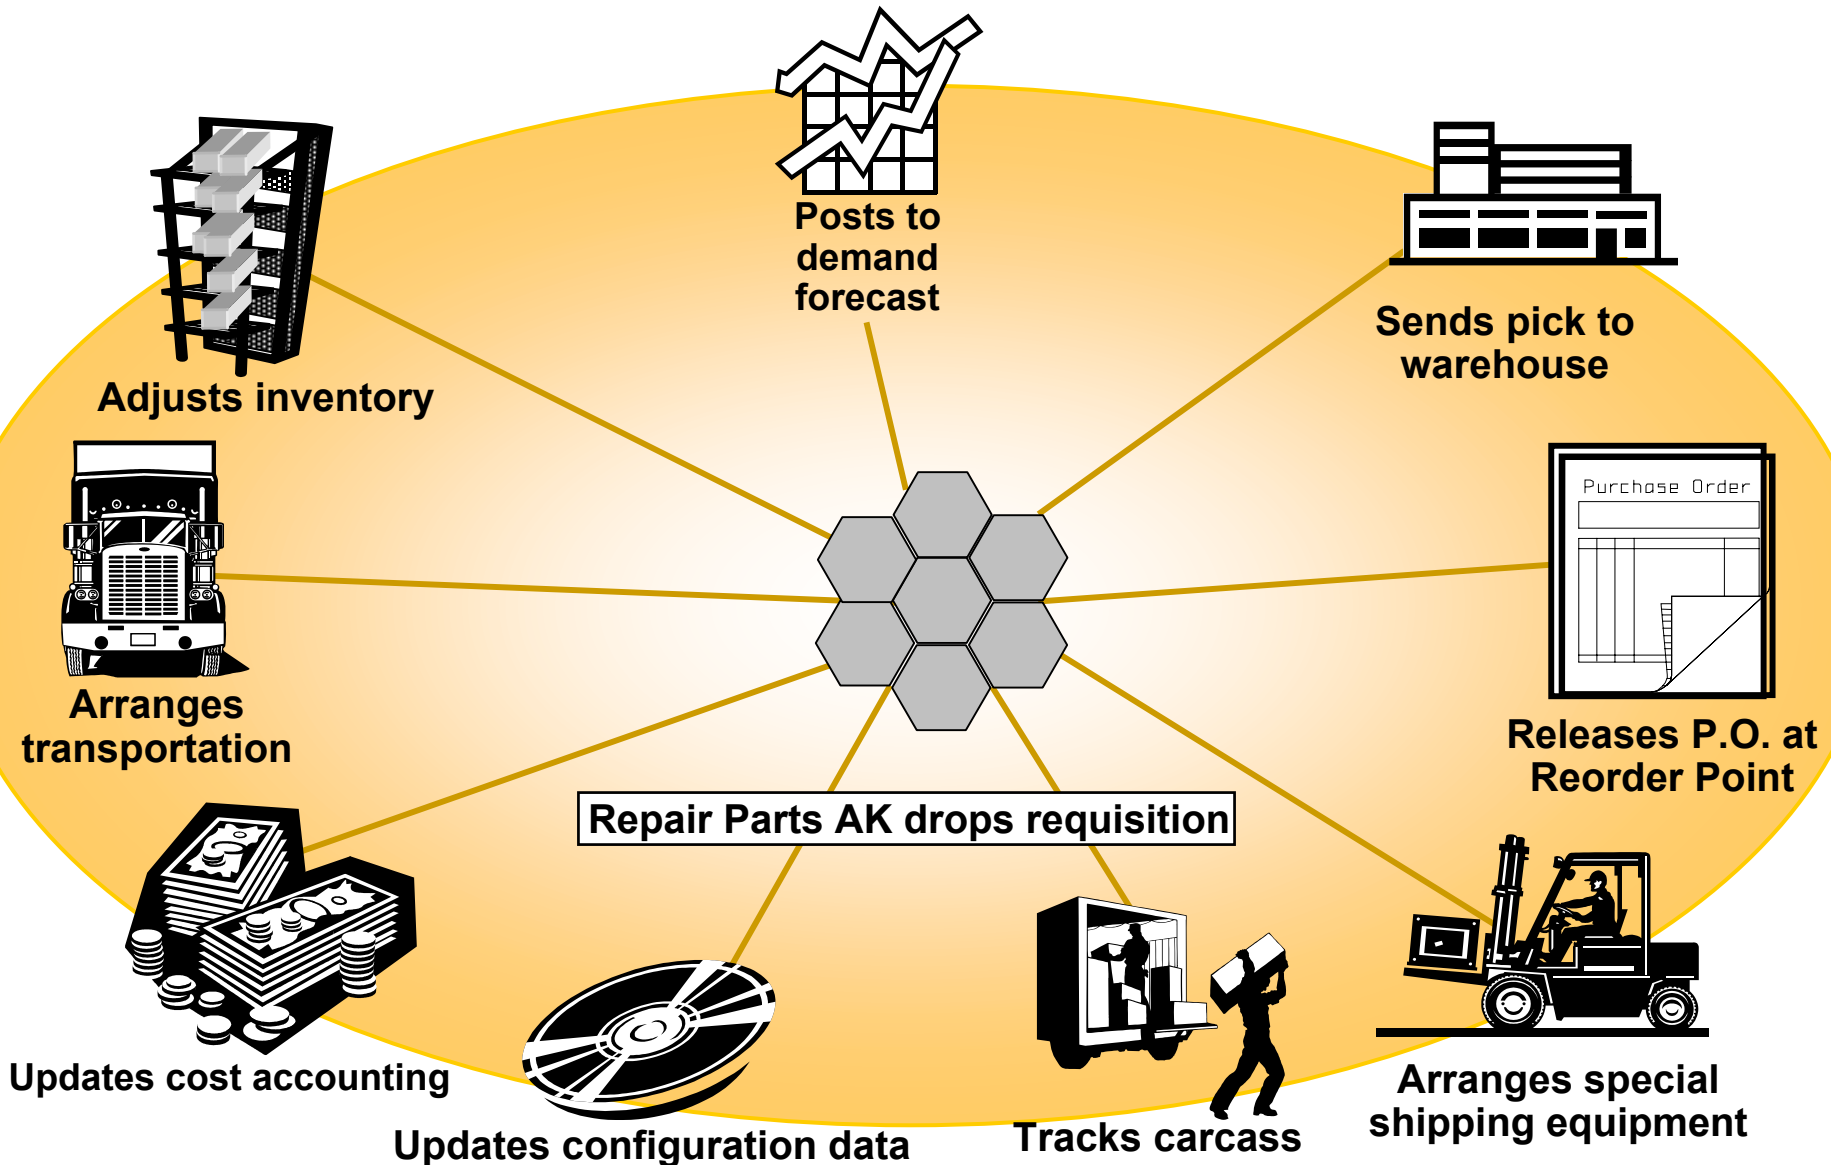 Posts to
demand
forecast
Sends pick to
warehouse
Adjusts inventory
Purchase Order
Arranges
transportation
Releases P.O. at
Reorder Point
Repair Parts AK drops requisition
Updates cost accounting
Updates configuration data
Tracks carcass
Arranges special
shipping equipment